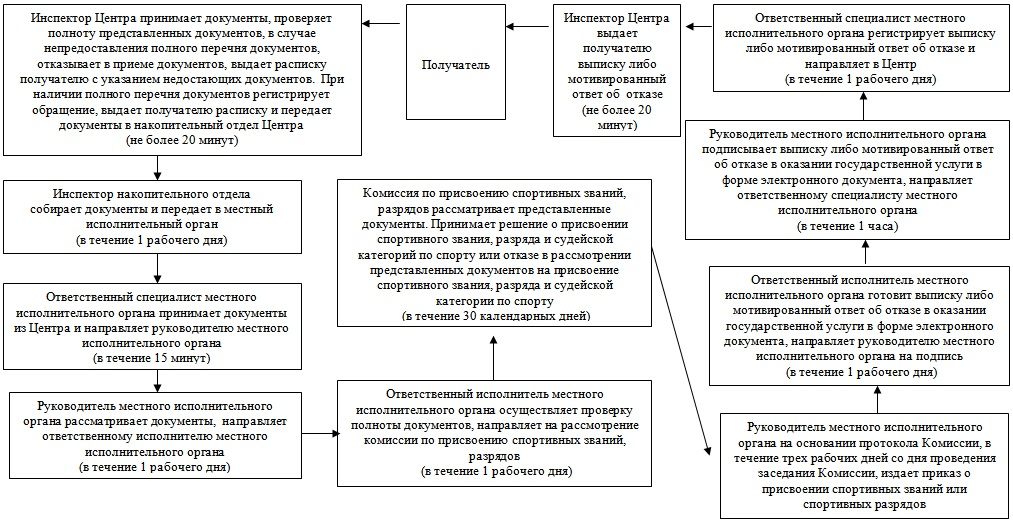 Инспектор Центра принимает документы, проверяет
полноту представленных документов, в случае
непредоставления полного перечня документов,
отказывает в приеме документов, выдает расписку
получателю с указанием недостающих документов. При
наличии полного перечня документов регистрирует
обращение, выдает получателю расписку и передает
документы в накопительный отдел Центра
(не более 20 минут)
Получатель
Инспектор Центра
выдает
получателю
выписку либо
мотивированный
ответ об отказе
(не более 20
минут)
Ответственный специалист местного
исполнительного органа регистрирует выписку
либо мотивированный ответ об отказе и
направляет в Центр
(в течение 1 рабочего дня)
Инспектор накопительного отдела
собирает документы и передает в местный
исполнительный орган
(в течение 1 рабочего дня)
Ответственный специалист местного
исполнительного органа принимает документы
из Центра и направляет руководителю местного
исполнительного органа
(в течение 15 минут)
Руководитель местного исполнительного
органа рассматривает документы, направляет
ответственному исполнителю местного
исполнительного органа
(в течение 1 рабочего дня)
Комиссия по присвоению спортивных званий,
разрядов рассматривает представленные
документы. Принимает решение о присвоении
спортивного звания, разряда и судейской
категорий по спорту или отказе в рассмотрении
представленных документов на присвоение
спортивного звания, разряда и судейской
категории по спорту
(в течение 30 календарных дней)
Ответственный исполнитель местного
исполнительного органа осуществляет проверку
полноты документов, направляет на рассмотрение
комиссии по присвоению спортивных званий,
разрядов
(в течение 1 рабочего дня)
Руководитель местного исполнительного органа
подписывает выписку либо мотивированный ответ
об отказе в оказании государственной услуги в
форме электронного документа, направляет
ответственному специалисту местного
исполнительного органа
(в течение 1 часа)
Ответственный исполнитель местного
исполнительного органа готовит выписку либо
мотивированный ответ об отказе в оказании
государственной услуги в форме электронного
документа, направляет руководителю местного
исполнительного органа на подпись
(в течение 1 рабочего дня)
Руководитель местного исполнительного
органа на основании протокола Комиссии, в
течение трех рабочих дней со дня проведения
заседания Комиссии, издает приказ о
присвоении спортивных званий или
спортивных разрядов